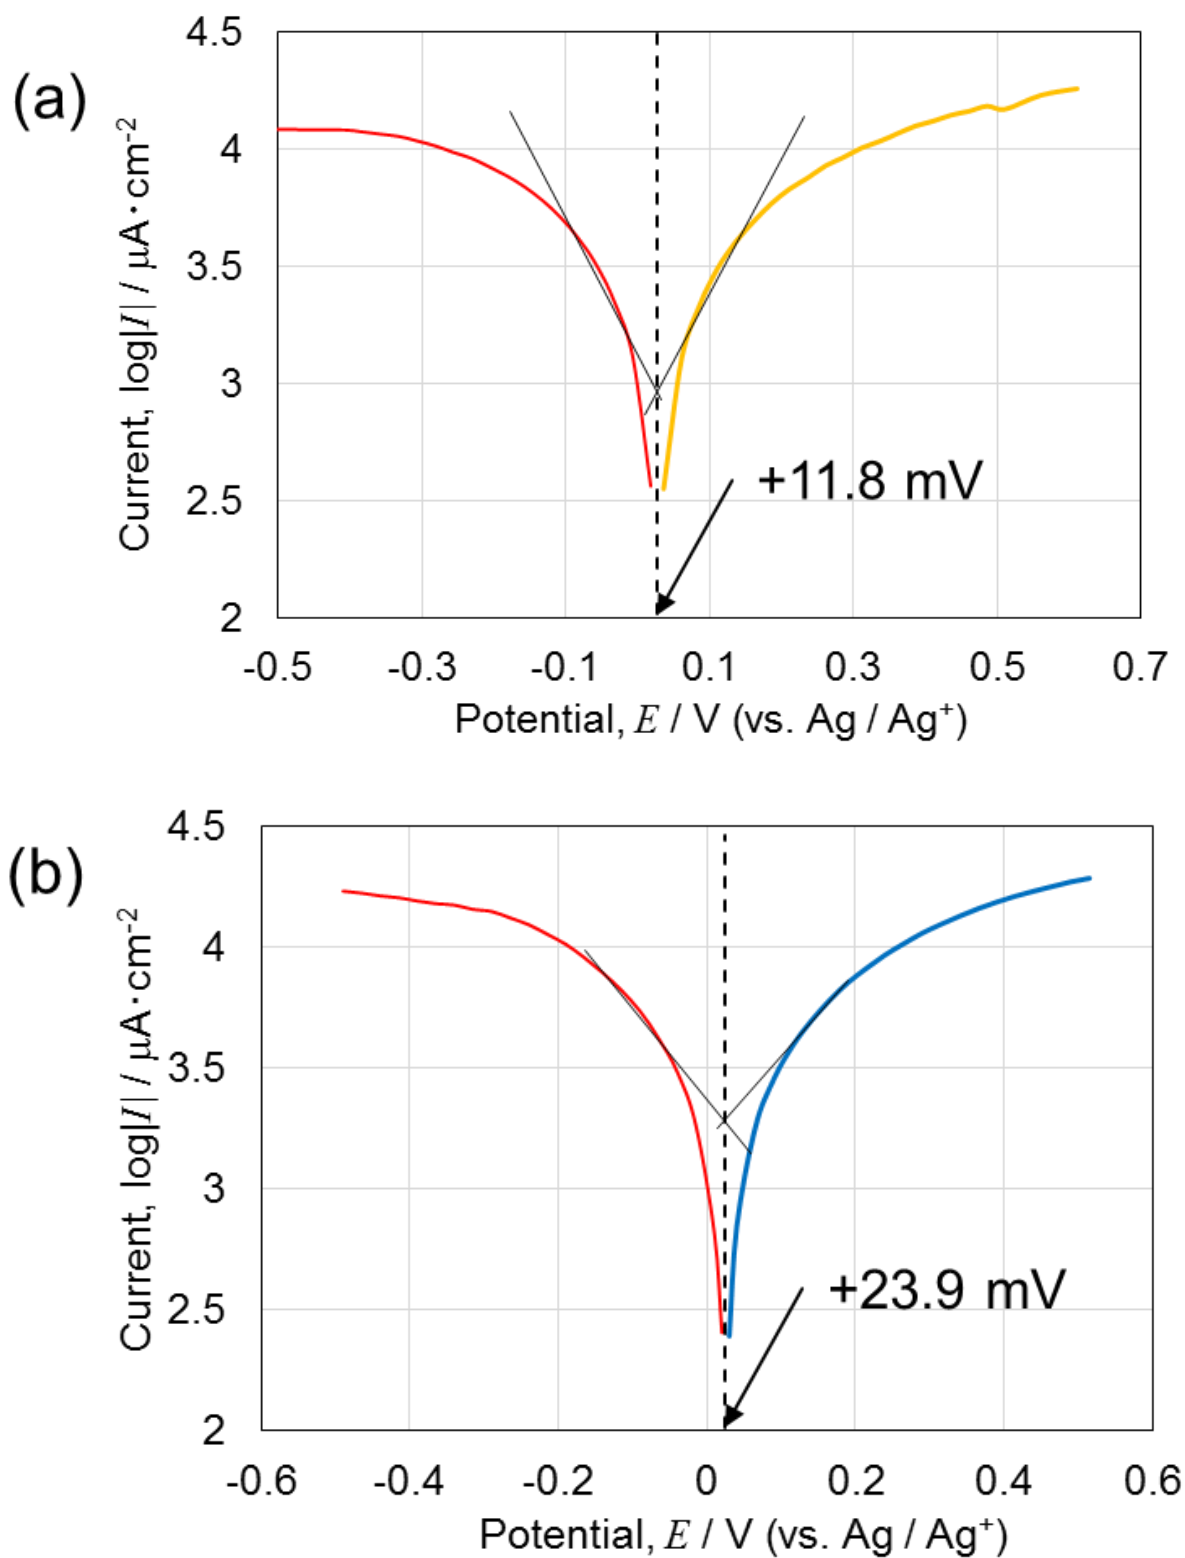 (a)
4.5
4
3.5
3
2.5
2
Current, log|I| / μA·cm⁻²
+11.8 mV
-0.5 -0.3 -0.1 0.1 0.3 0.5 0.7
Potential, E / V (vs. Ag / Ag⁺)
(b)
4.5
4
3.5
3
2.5
2
Current, log|I| / μA·cm⁻²
+23.9 mV
-0.6 -0.4 -0.2 0 0.2 0.4 0.6
Potential, E / V (vs. Ag / Ag⁺)